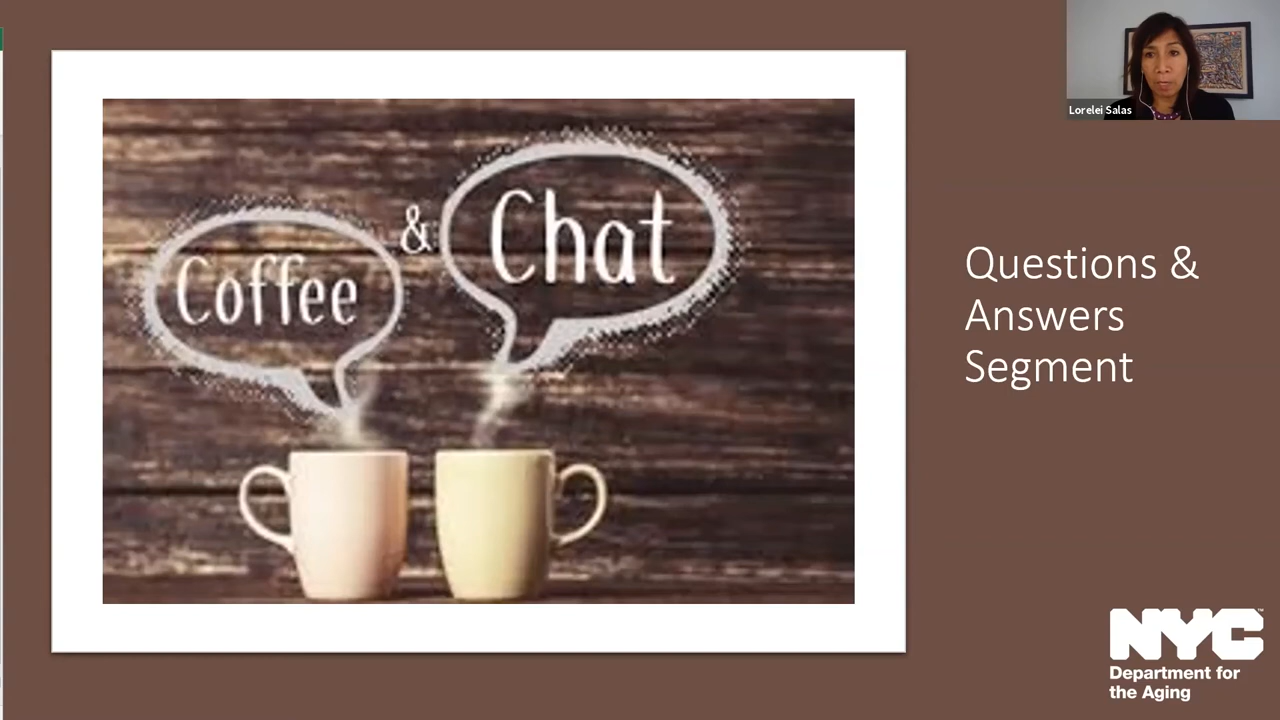 Lorelei Salas
Coffee
&
Chat
Questions &
Answers
Segment
NYC
Department for
the Aging